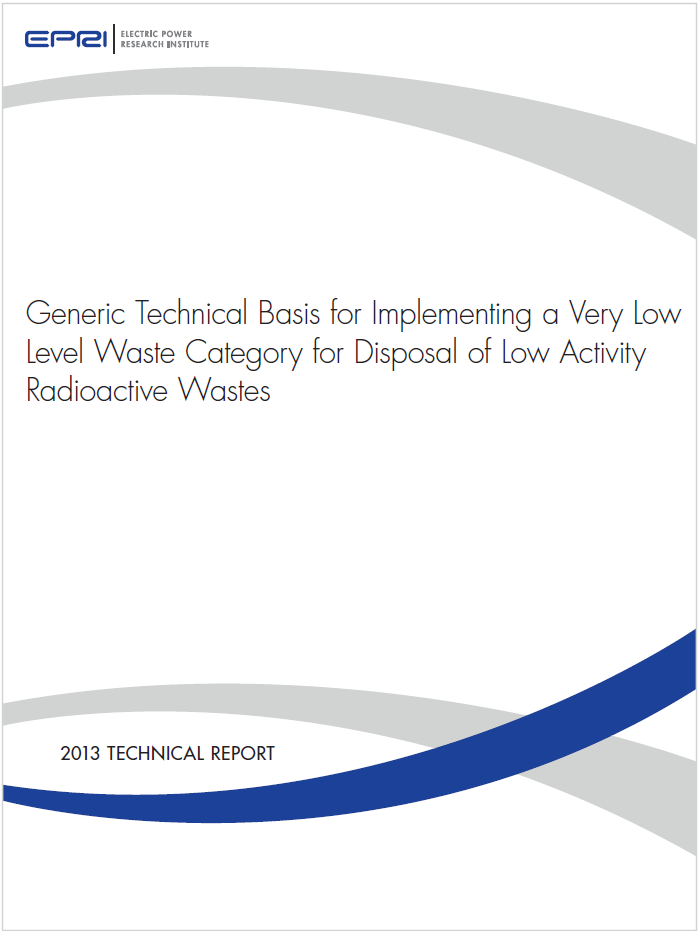 EPRI
ELECTRIC POWER
RESEARCH INSTITUTE
Generic Technical Basis for Implementing a Very Low
Level Waste Category for Disposal of Low Activity
Radioactive Wastes
2013 TECHNICAL REPORT